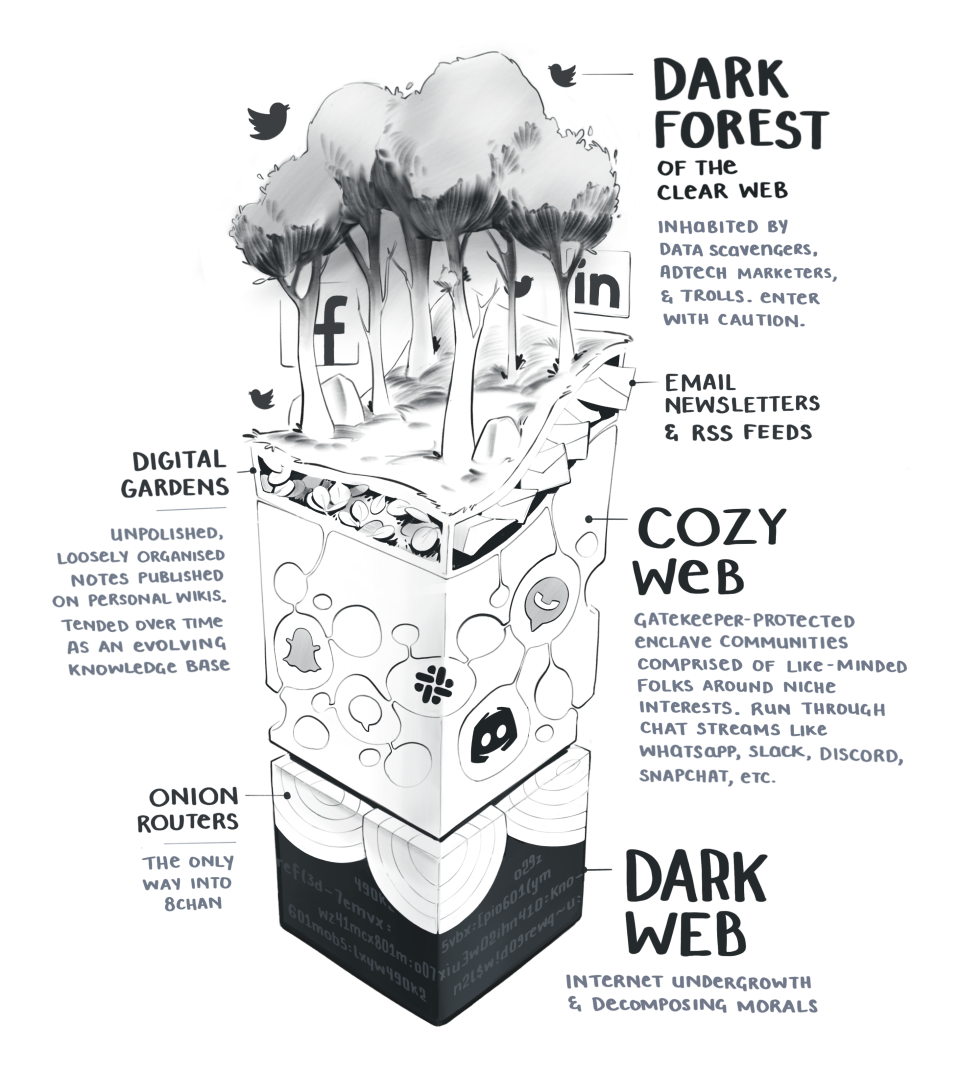 DARK
FOREST
OF THE
CLEAR WEB
INHABITED BY
DATA SCAVENGERS,
ADTECH MARKETERS,
& TROLLS. ENTER
WITH CAUTION.
f
in
EMAIL
NEWSLETTERS
& RSS FEEDS
DIGITAL
GARDENS
UNPOLISHED,
LOOSELY ORGANISED
NOTES PUBLISHED
ON PERSONAL WIKIS.
TENDED OVER TIME
AS AN EVOLVING
KNOWLEDGE BASE
COZY
WEB
GATEKEEPER-PROTECTED
ENCLAVE COMMUNITIES
COMPRISED OF LIKE-MINDED
FOLKS AROUND NICHE
INTERESTS. RUN THROUGH
CHAT STREAMS LIKE
WHATSAPP, SLACK, DISCORD,
SNAPCHAT, ETC.
ONION
ROUTERS
THE ONLY
WAY INTO
8CHAN
DARK
WEB
INTERNET UNDERGROWTH
& DECOMPOSING MORALS